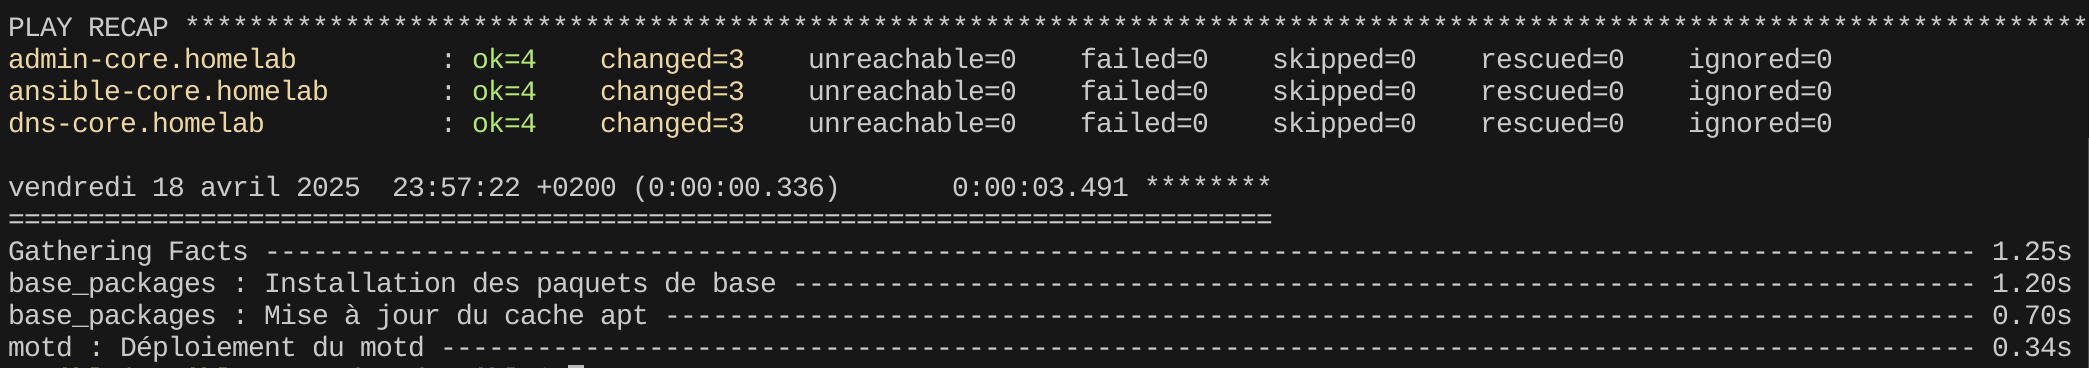 PLAY RECAP ***********************************************************************************************************************
admin-core.homelab : ok=4 changed=3 unreachable=0 failed=0 skipped=0 rescued=0 ignored=0
ansible-core.homelab : ok=4 changed=3 unreachable=0 failed=0 skipped=0 rescued=0 ignored=0
dns-core.homelab : ok=4 changed=3 unreachable=0 failed=0 skipped=0 rescued=0 ignored=0
vendredi 18 avril 2025 23:57:22 +0200 (0:00:00.336) 0:00:03.491 ********
===============================================================================
Gathering Facts ----------------------------------------------------------------------------------------------------------- 1.25s
base_packages : Installation des paquets de base -------------------------------------------------------------------------- 1.20s
base_packages : Mise à jour du cache apt ---------------------------------------------------------------------------------- 0.70s
motd : Déploiement du motd ------------------------------------------------------------------------------------------------ 0.34s